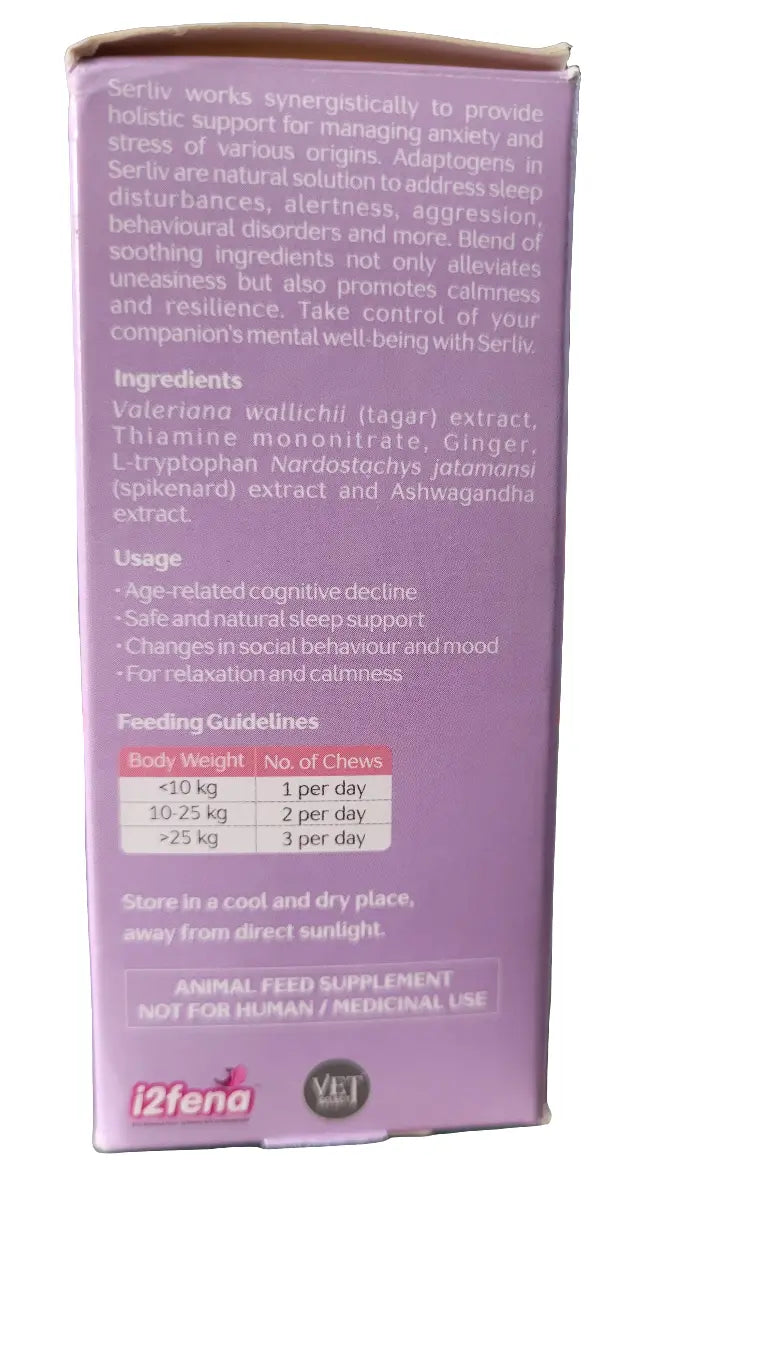 Serliv works synergistically to provide
holistic support for managing anxiety and
stress of various origins. Adaptogens in
Serliv are natural solution to address sleep
disturbances, alertness, aggression,
behavioural disorders and more. Blend of
soothing ingredients not only alleviates
uneasiness but also promotes calmness
and resilience. Take control of your
companion's mental well-being with Serliv.
Ingredients
Valeriana wallichii (tagar) extract,
Thiamine mononitrate, Ginger,
L-tryptophan Nardostachys jatamansi
(spikenard) extract and Ashwagandha
extract.
Usage
• Age-related cognitive decline
• Safe and natural sleep support
• Changes in social behaviour and mood
• For relaxation and calmness
Feeding Guidelines
Body Weight No. of Chews
<10 kg 1 per day
10-25 kg 2 per day
>25 kg 3 per day
Store in a cool and dry place,
away from direct sunlight.
ANIMAL FEED SUPPLEMENT
NOT FOR HUMAN / MEDICINAL USE
i2fena
VET
SELECT